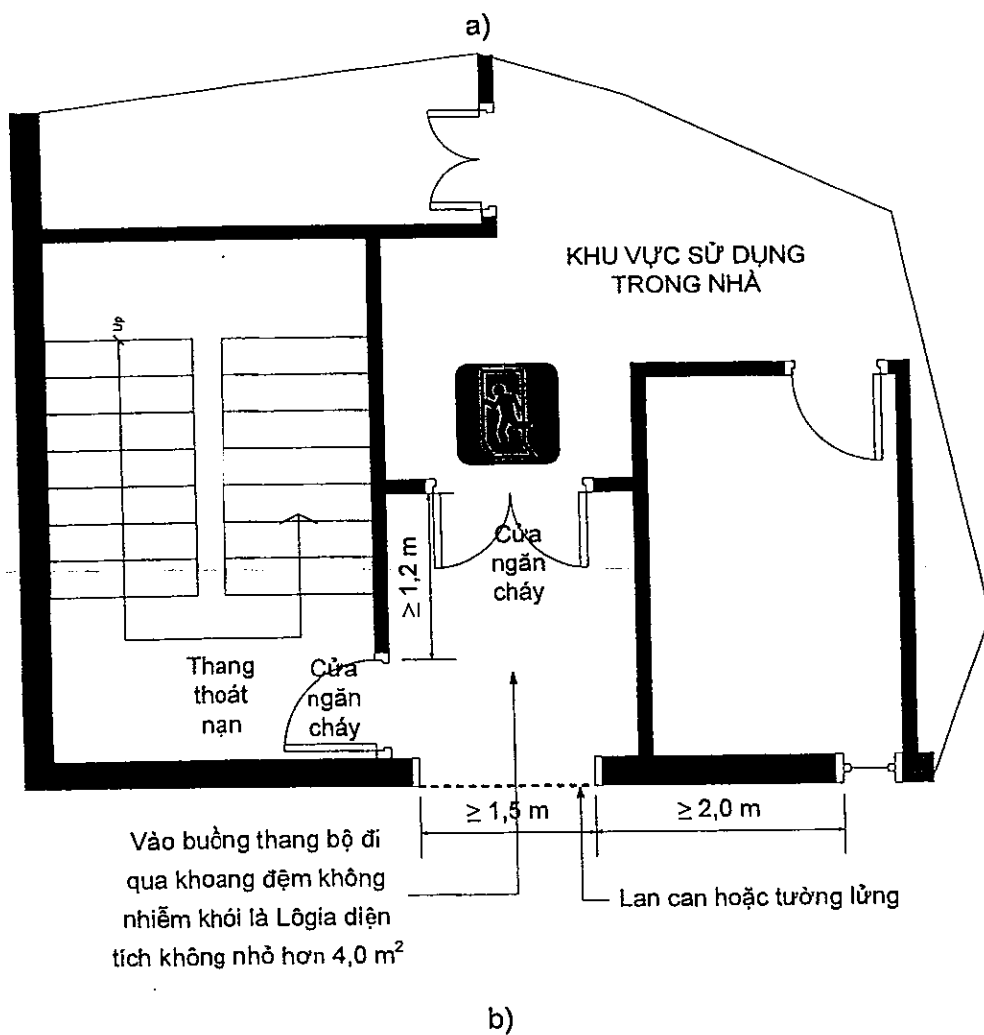 a)
KHU VỰC SỬ DỤNG
TRONG NHÀ
up
Cửa
ngăn
cháy
≥ 1,2 m
Thang
thoát
nạn
Cửa
ngăn
cháy
≥ 1,5 m
≥ 2,0 m
Vào buồng thang bộ đi
qua khoang đệm không
nhiễm khói là Lôgia diện
tích không nhỏ hơn 4,0 m²
Lan can hoặc tường lửng
b)